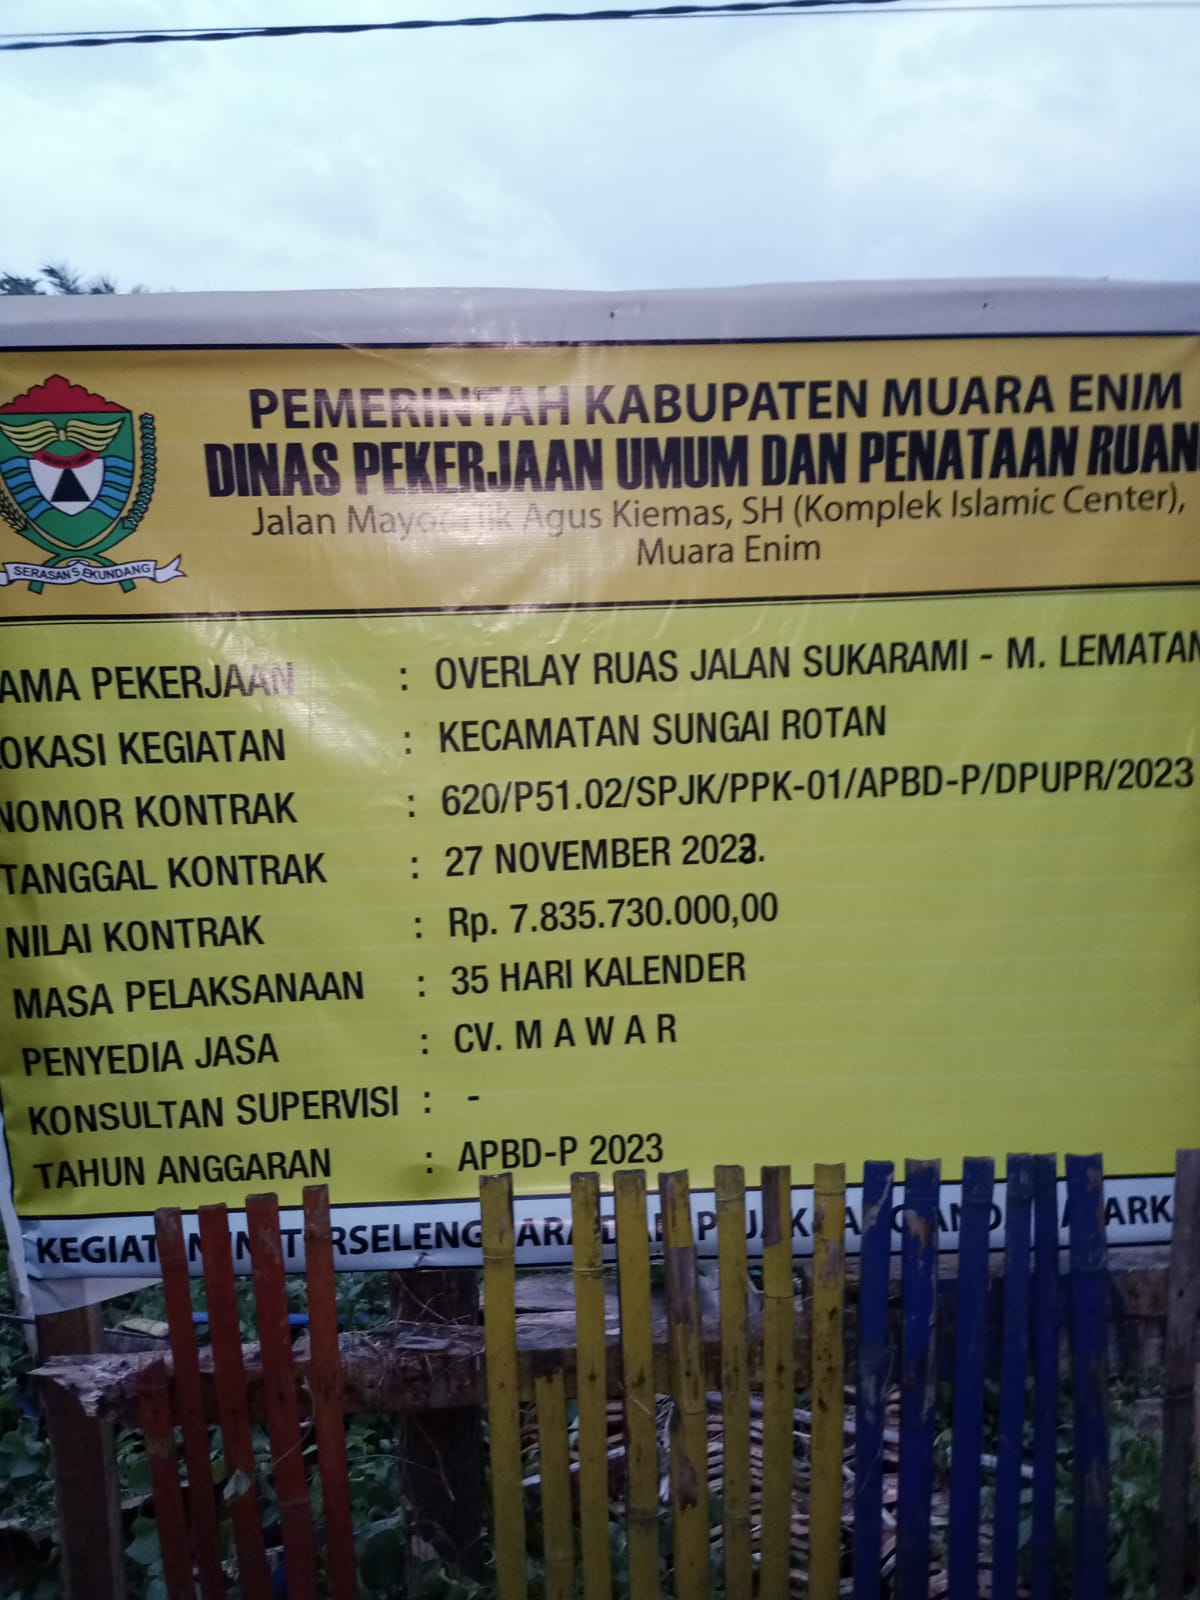 PEMERINTAH KABUPATEN MUARA ENIM
DINAS PEKERJAAN UMUM DAN PENATAAN RUAN
Jalan Mayor Tjik Agus Kiemas, SH (Komplek Islamic Center),
Muara Enim
SERASAN SEKUNDANG
AMA PEKERJAAN : OVERLAY RUAS JALAN SUKARAMI - M. LEMATAN
OKASI KEGIATAN : KECAMATAN SUNGAI ROTAN
NOMOR KONTRAK : 620/P51.02/SPJK/PPK-01/APBD-P/DPUPR/2023
TANGGAL KONTRAK : 27 NOVEMBER 2023.
NILAI KONTRAK : Rp. 7.835.730.000,00
MASA PELAKSANAAN : 35 HARI KALENDER
PENYEDIA JASA : CV. M A W A R
KONSULTAN SUPERVISI : -
TAHUN ANGGARAN : APBD-P 2023
KEGIATAN